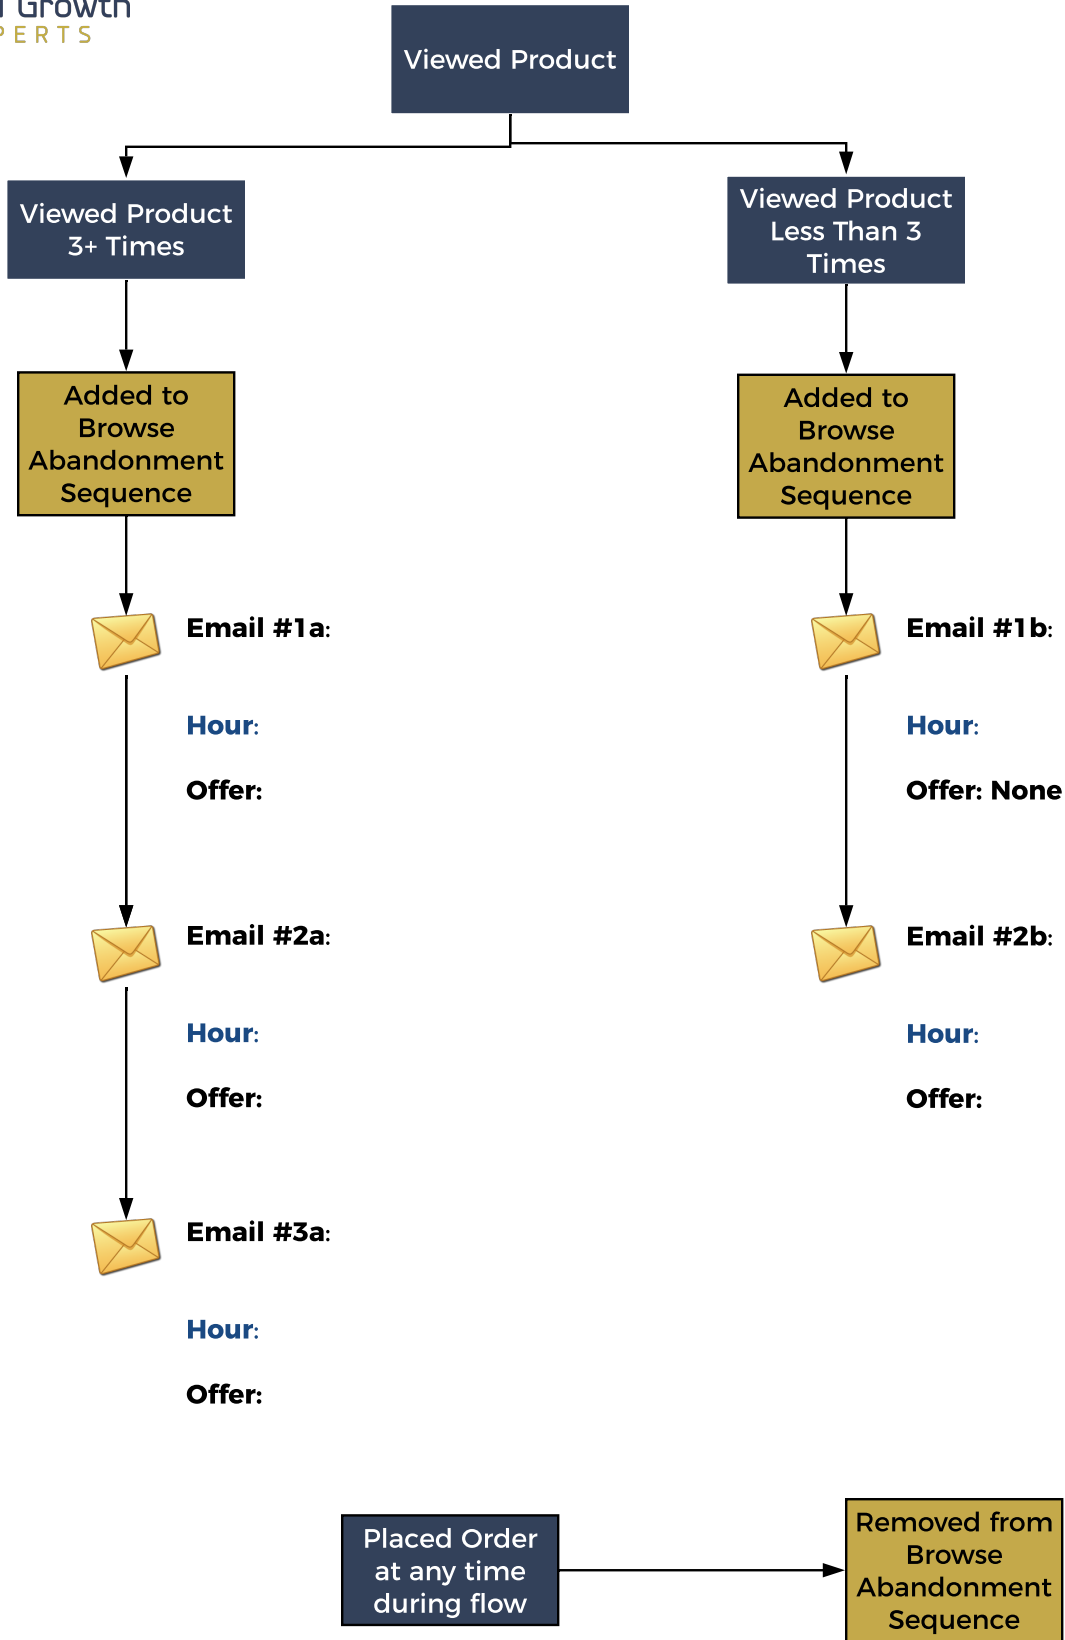 Growth
PERTS
Viewed Product
Viewed Product
3+ Times
Viewed Product
Less Than 3
Times
Added to
Browse
Abandonment
Sequence
Added to
Browse
Abandonment
Sequence
Email #1a:
Hour:
Offer:
Email #1b:
Hour:
Offer: None
Email #2a:
Hour:
Offer:
Email #2b:
Hour:
Offer:
Email #3a:
Hour:
Offer:
Placed Order
at any time
during flow
Removed from
Browse
Abandonment
Sequence